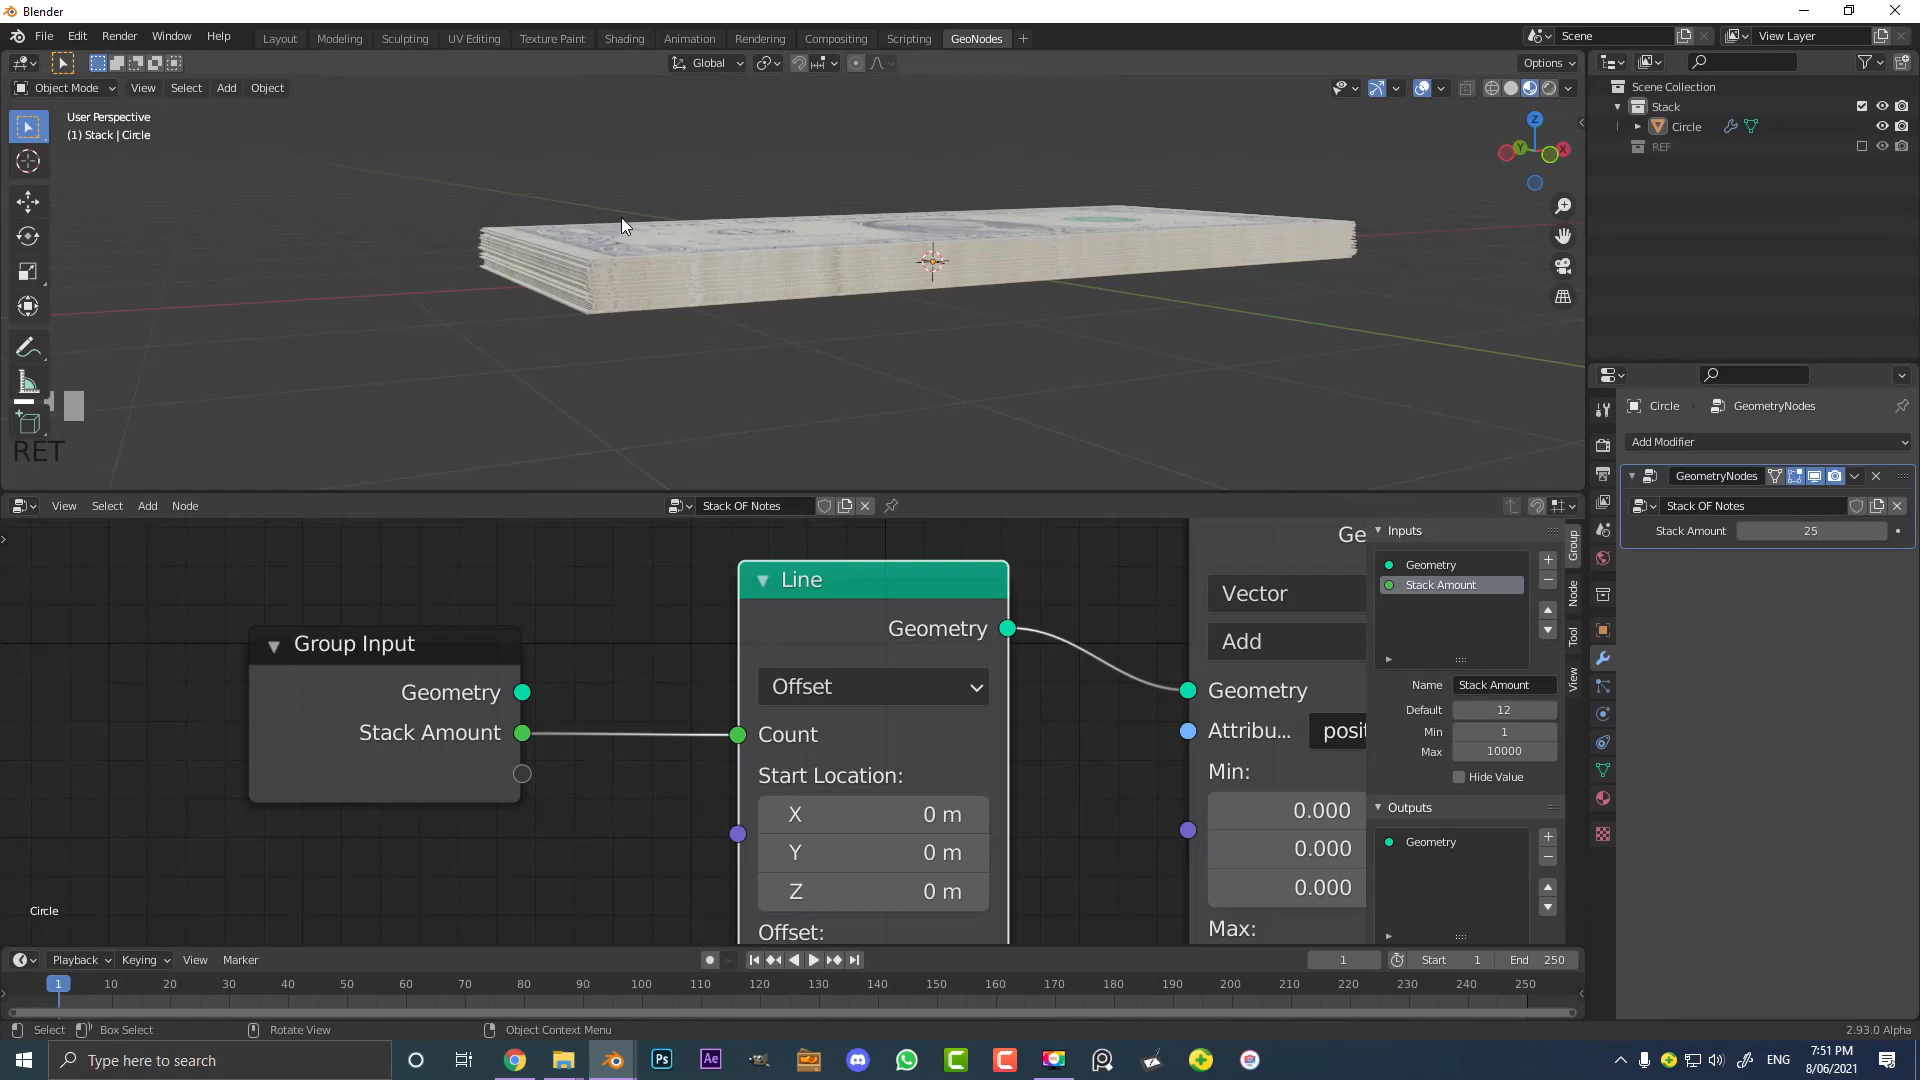 Blender
File Edit Render Window Help
Layout Modeling Sculpting UV Editing Texture Paint Shading Animation Rendering Compositing Scripting GeoNodes
Scene View Layer
Global Options
Object Mode View Select Add Object
User Perspective
(1) Stack | Circle
Z
Y
X
Scene Collection
Stack
Circle
REF
RET
Circle GeometryNodes
Add Modifier
GeometryNodes
Stack OF Notes
Stack Amount 25
View Select Add Node
Stack OF Notes
Group Input
Geometry
Stack Amount
Line
Geometry
Offset
Count
Start Location:
X 0 m
Y 0 m
Z 0 m
Offset:
Ge
Vector
Add
Geometry
Attribu... posit
Min:
0.000
0.000
0.000
Max:
Inputs
Geometry
Stack Amount
Name Stack Amount
Default 12
Min 1
Max 10000
Hide Value
Outputs
Geometry
Group
Node
Tool
View
Circle
Playback Keying View Marker
1 Start 1 End 250
1 10 20 30 40 50 60 70 80 90 100 110 120 130 140 150 160 170 180 190 200 210 220 230 240 250
Select Box Select Rotate View Object Context Menu 2.93.0 Alpha
Type here to search
Ps
Ae
ENG
7:51 PM
8/06/2021